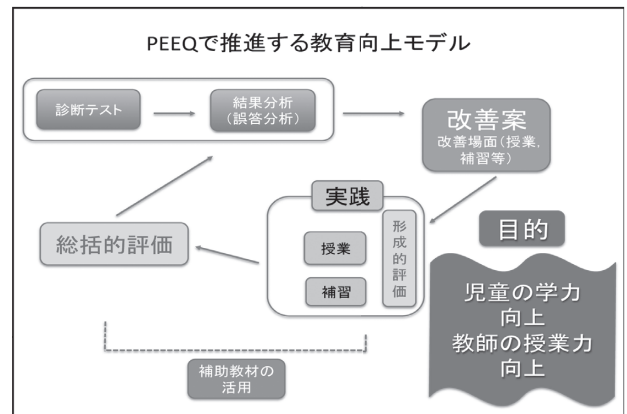 PEEQで推進する教育向上モデル
診断テスト
結果分析
(誤答分析)
改善案
改善場面(授業,
補習等)
実践
授業
補習
形成的評価
総括的評価
目的
児童の学力
向上
教師の授業力
向上
補助教材の
活用